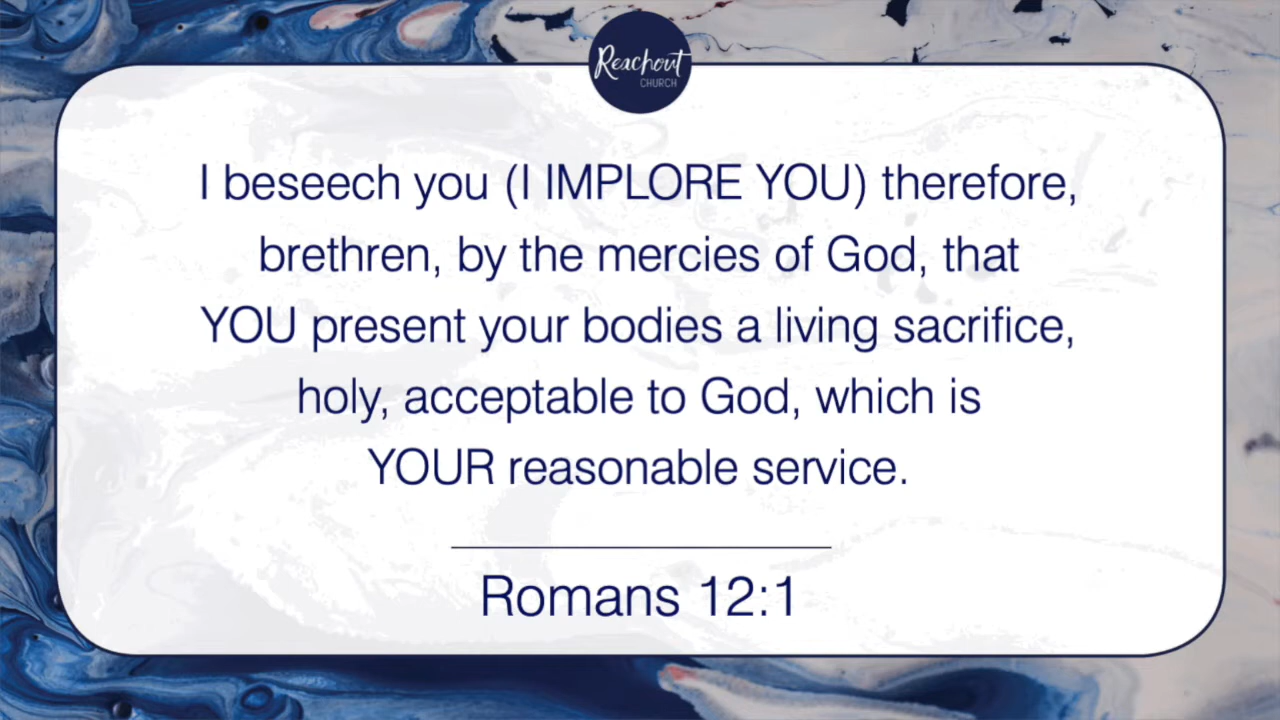 Reachout
CHURCH
I beseech you (I IMPLORE YOU) therefore,
brethren, by the mercies of God, that
YOU present your bodies a living sacrifice,
holy, acceptable to God, which is
YOUR reasonable service.
Romans 12:1